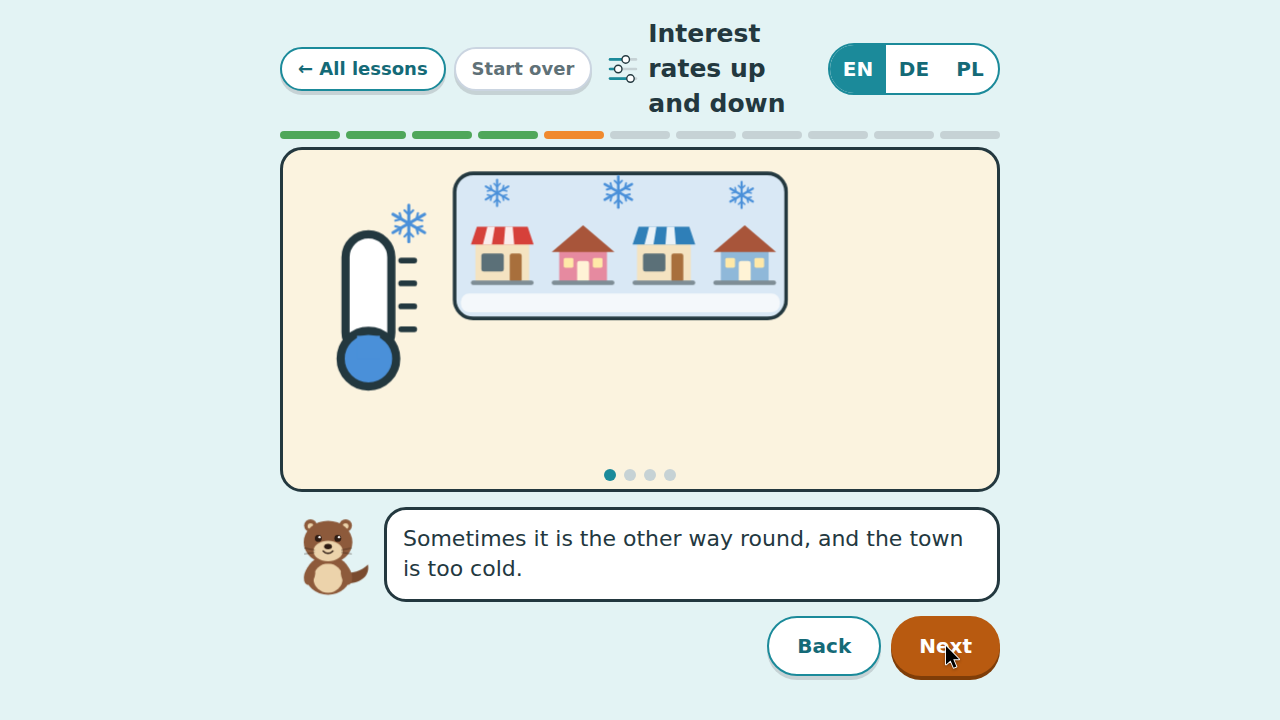 ← All lessons
Start over
Interest
rates up
and down
EN
DE
PL
Sometimes it is the other way round, and the town
is too cold.
Back
Next